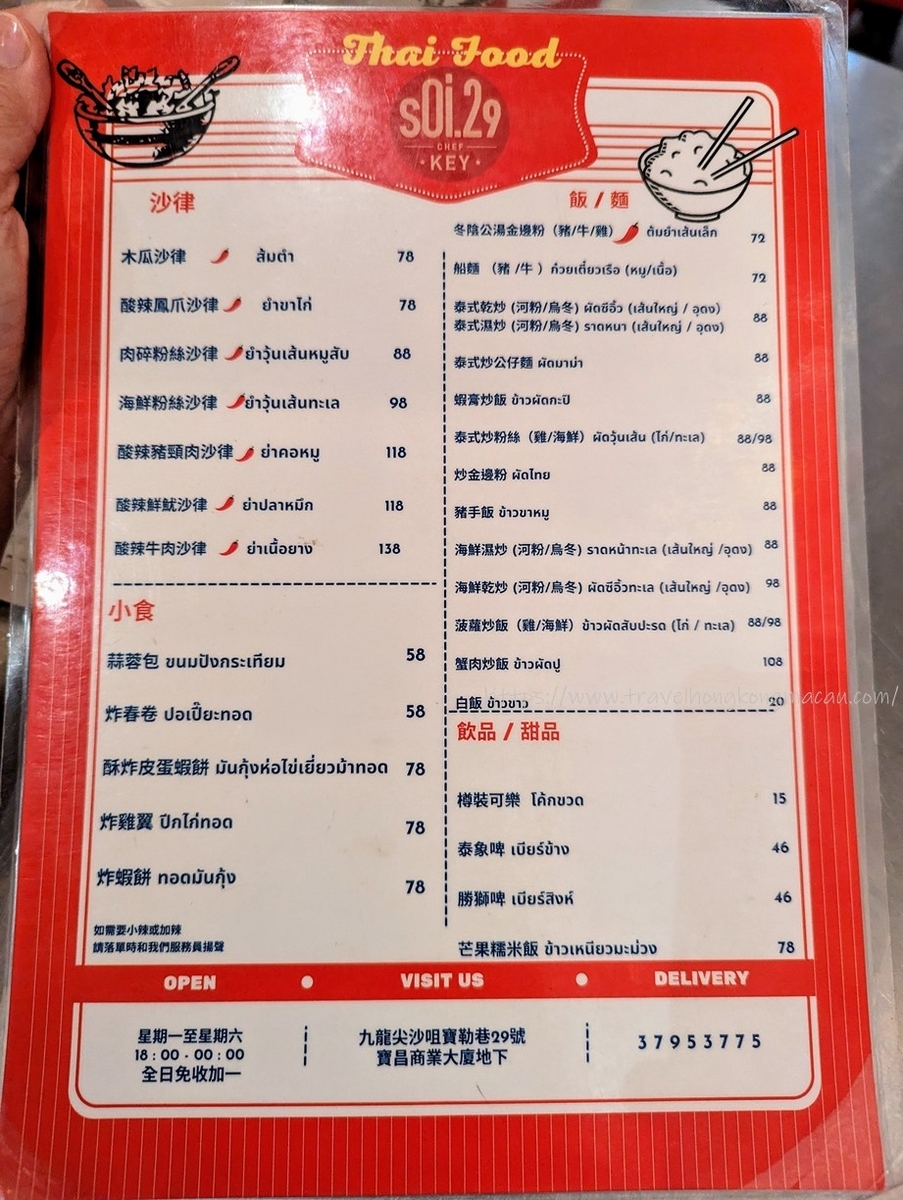 Thai Food
SOi.29
CHEF
KEY
沙律
木瓜沙律 ส้มตำ 78
酸辣鳳爪沙律 ยำขาไก่ 78
肉碎粉絲沙律 ยำวุ้นเส้นหมูสับ 88
海鮮粉絲沙律 ยำวุ้นเส้นทะเล 98
酸辣豬頸肉沙律 ย่าคอหมู 118
酸辣鮮魷沙律 ย่าปลาหมึก 118
酸辣牛肉沙律 ย่าเนื้อยาง 138
小食
蒜蓉包 ขนมปังกระเทียม 58
炸春卷 ปอเปี๊ยะทอด 58
酥炸皮蛋蝦餅 มันกุ้งห่อไข่เยี่ยวม้าทอด 78
炸雞翼 ปีกไก่ทอด 78
炸蝦餅 ทอดมันกุ้ง 78
如需要小辣或加辣
請落單時和我們服務員揚聲
飯 / 麵
冬陰公湯金邊粉（豬/牛/雞） ต้มยำเส้นเล็ก 72
船麵 （豬 /牛 ）ก๋วยเตี๋ยวเรือ (หมู/เนื้อ) 72
泰式乾炒 (河粉/烏冬) ผัดซีอิ๊ว (เส้นใหญ่ / อุดง)
泰式濕炒 (河粉/烏冬) ราดหนา (เส้นใหญ่ / อุดง) 88
泰式炒公仔麵 ผัดมาม่า 88
蝦膏炒飯 ข้าวผัดกะปิ 88
泰式炒粉絲（雞/海鮮）ผัดวุ้นเส้น (ไก่/ทะเล) 88/98
炒金邊粉 ผัดไทย 88
豬手飯 ข้าวขาหมู 88
海鮮濕炒 (河粉/烏冬) ราดหน้าทะเล (เส้นใหญ่ /อุดง) 88
海鮮乾炒 (河粉/烏冬) ผัดซีอิ้วทะเล (เส้นใหญ่ /อุดง) 98
菠蘿炒飯（雞/海鮮）ข้าวผัดสับปะรด (ไก่ / ทะเล) 88/98
蟹肉炒飯 ข้าวผัดปู 108
https://www.travelhongkongmacau.com/
白飯 ข้าวขาว 20
飲品 / 甜品
樽裝可樂 โค้กขวด 15
泰象啤 เบียร์ข้าง 46
勝獅啤 เบียร์สิงห์ 46
芒果糯米飯 ข้าวเหนียวมะม่วง 78
OPEN
VISIT US
DELIVERY
星期一至星期六
18 : 00 - 00 : 00
全日免收加一
九龍尖沙咀寶勒巷29號
寶昌商業大廈地下
37953775